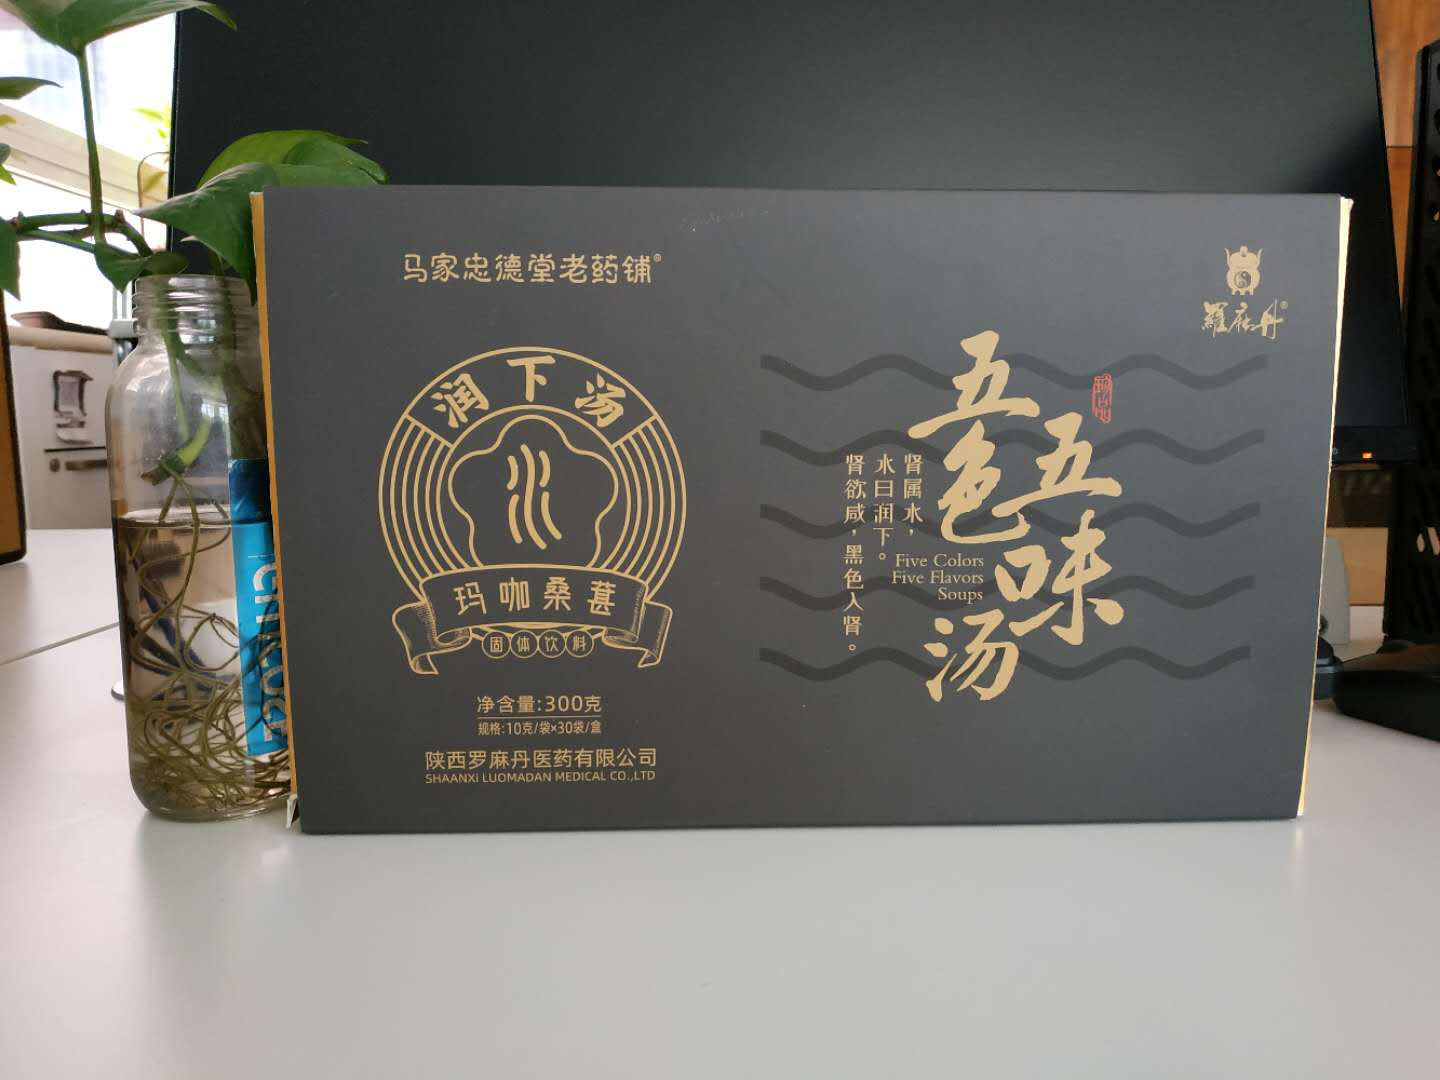 马家忠德堂老药铺®
润下汤
玛咖桑葚
固体饮料
净含量:300克
规格:10克/袋×30袋/盒
陕西罗麻丹医药有限公司
SHAANXI LUOMADAN MEDICAL CO.,LTD
羅麻丹®
五色
五味
汤
Five Colors
Five Flavors
Soups
肾属水，
水曰润下。
肾欲咸，黑色入肾。